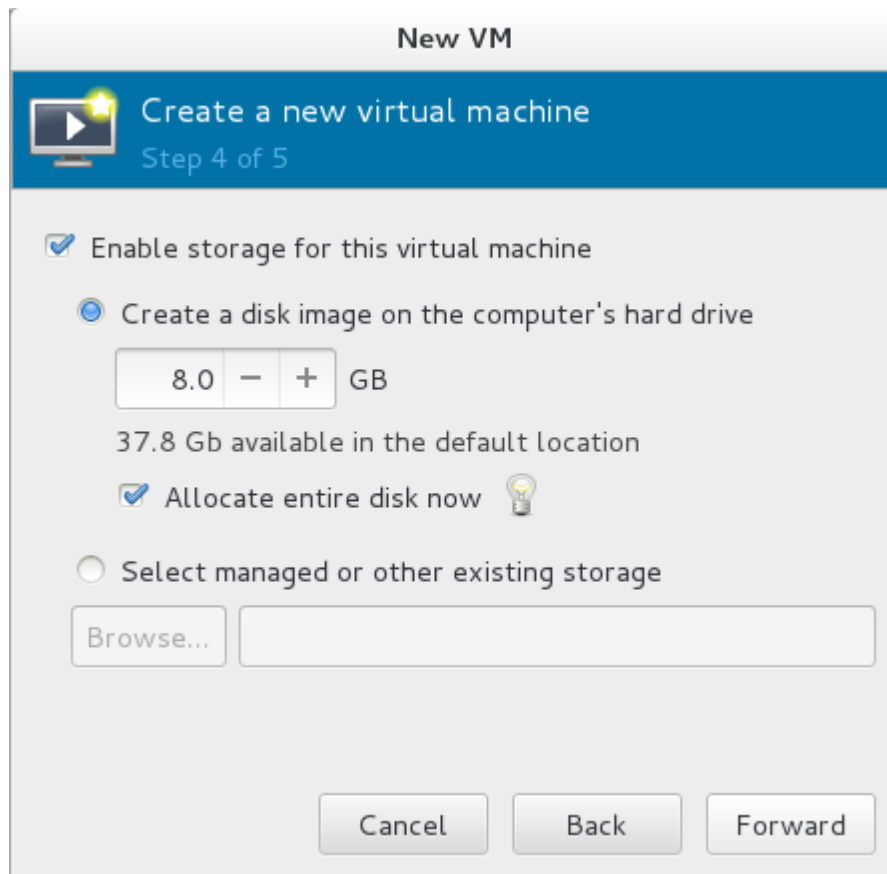 New VM
Create a new virtual machine
Step 4 of 5
Enable storage for this virtual machine
Create a disk image on the computer's hard drive
8.0 − + GB
37.8 Gb available in the default location
Allocate entire disk now
Select managed or other existing storage
Browse...
Cancel Back Forward